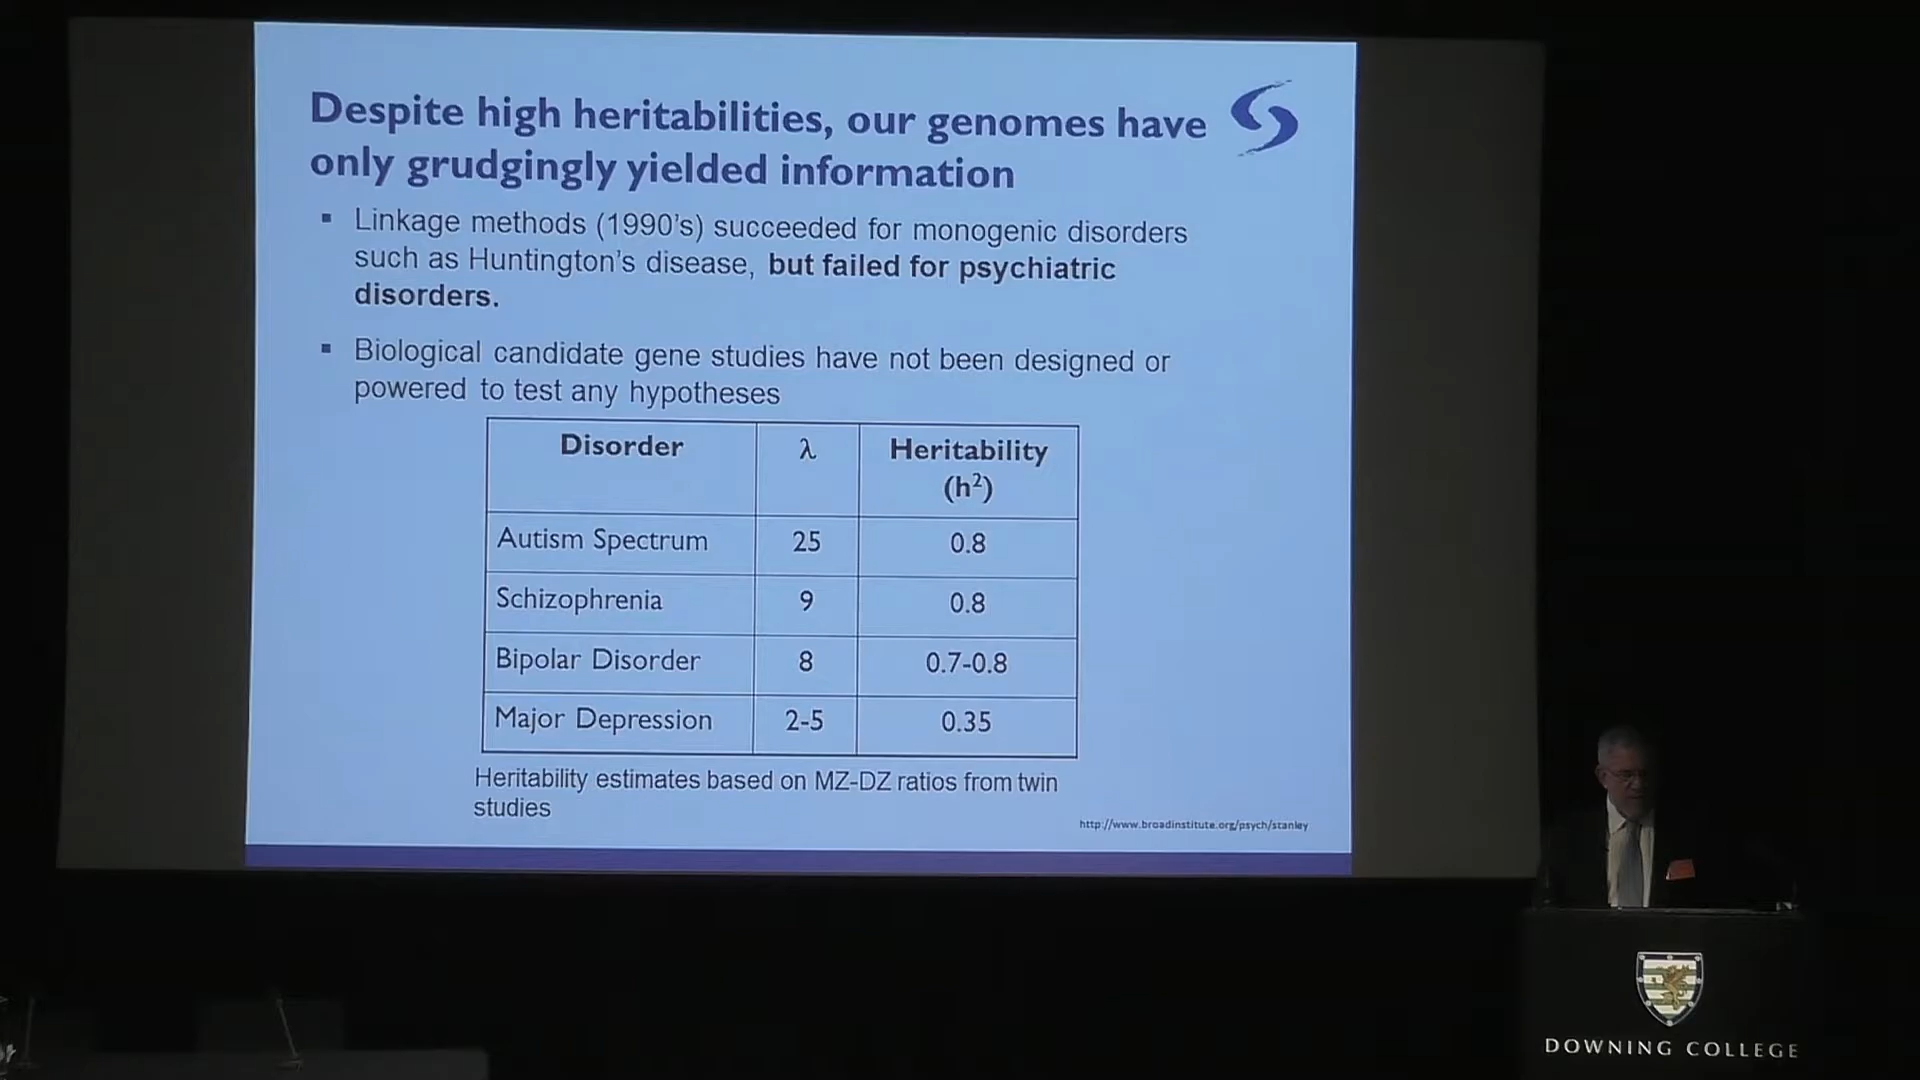 Despite high heritabilities, our genomes have
only grudgingly yielded information
▪ Linkage methods (1990's) succeeded for monogenic disorders
such as Huntington's disease, but failed for psychiatric
disorders.
▪ Biological candidate gene studies have not been designed or
powered to test any hypotheses
Disorder λ Heritability
(h²)
Autism Spectrum 25 0.8
Schizophrenia 9 0.8
Bipolar Disorder 8 0.7-0.8
Major Depression 2-5 0.35
Heritability estimates based on MZ-DZ ratios from twin
studies
http://www.broadinstitute.org/psych/stanley
DOWNING COLLEGE